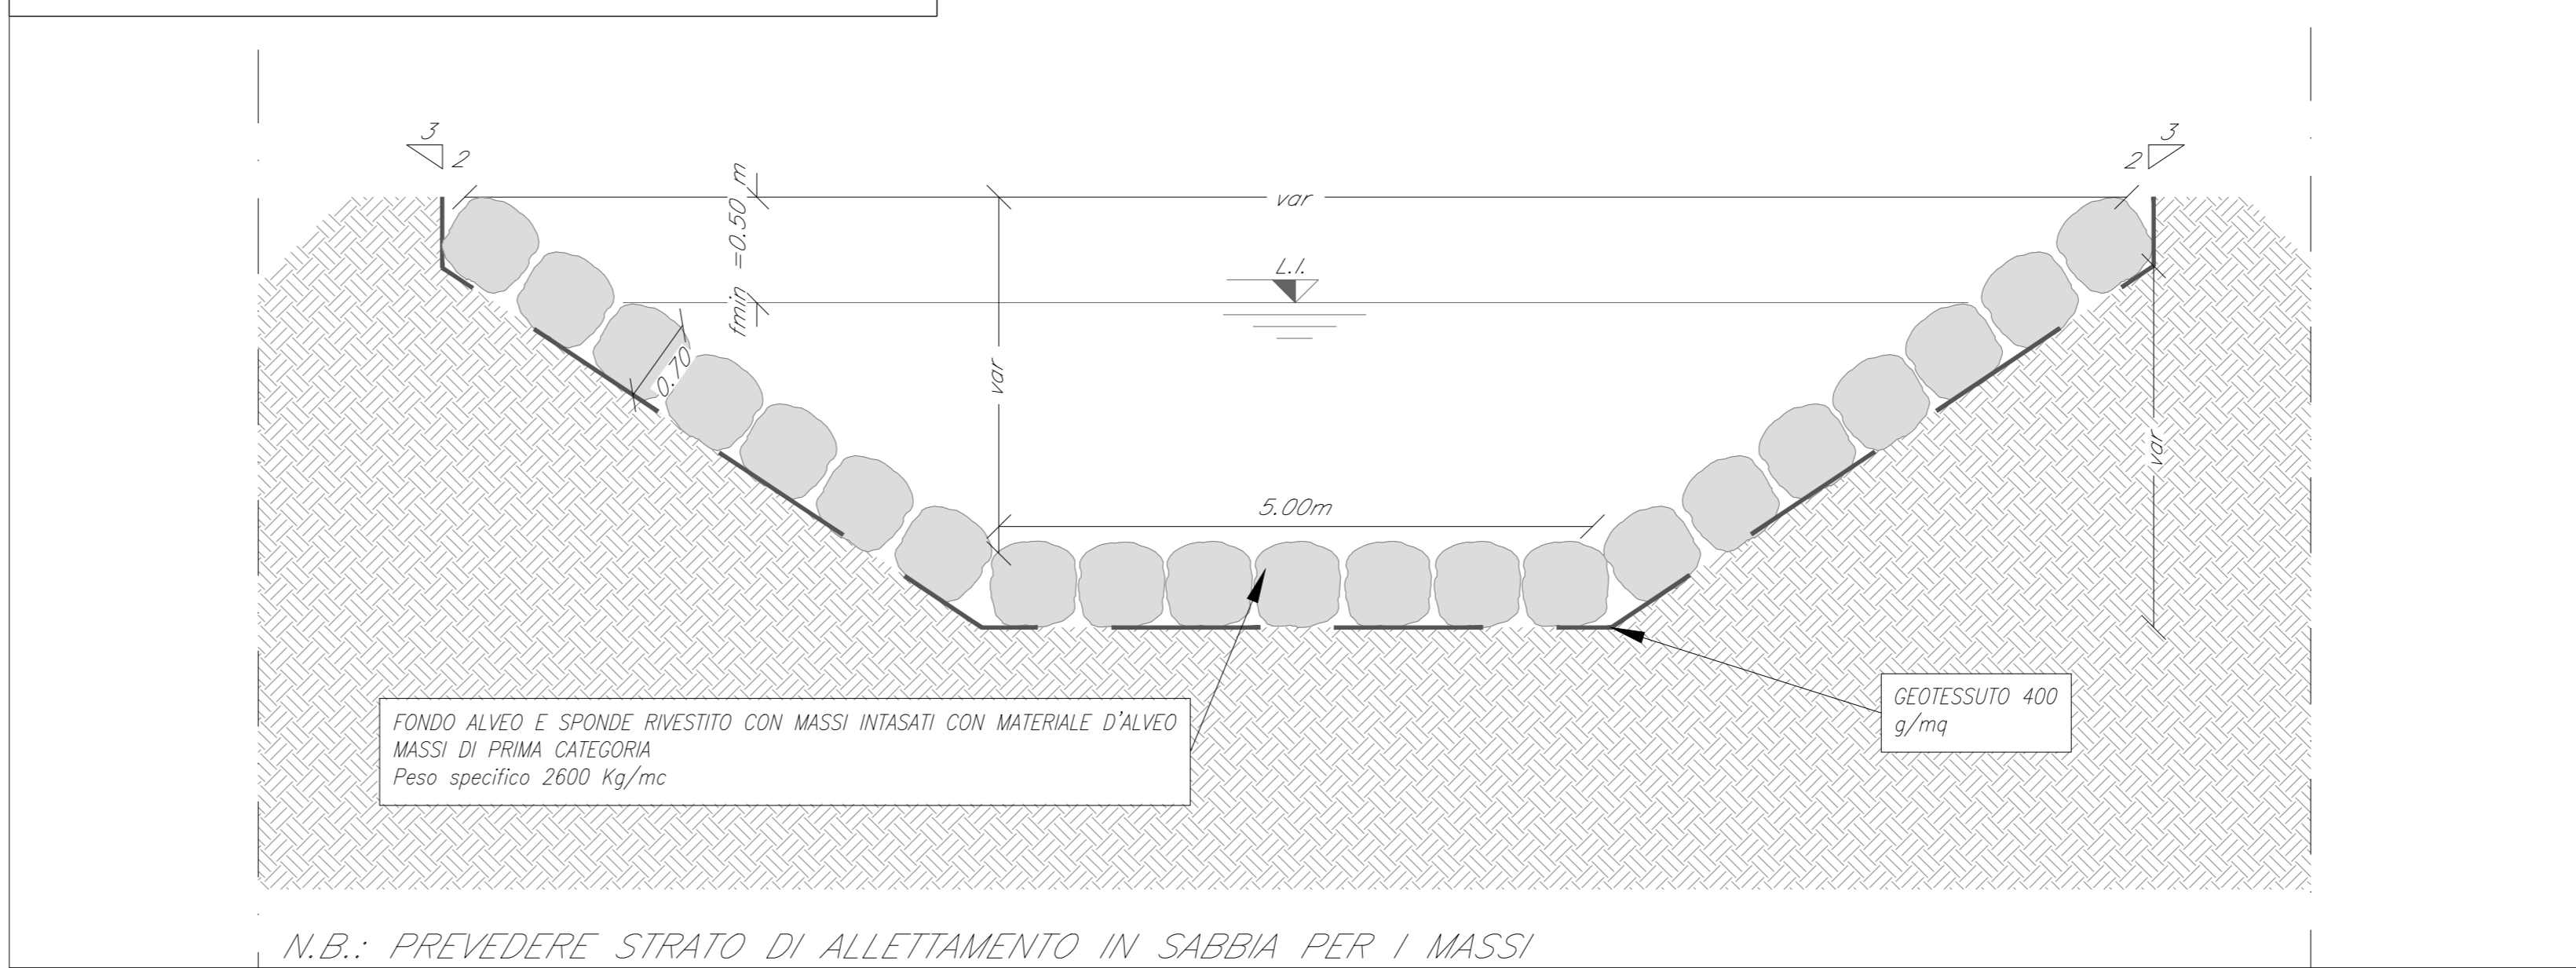 3
2
3
2
fmin =0.50 m
var
L.I.
0.70
var
var
5.00m
FONDO ALVEO E SPONDE RIVESTITO CON MASSI INTASATI CON MATERIALE D'ALVEO
MASSI DI PRIMA CATEGORIA
Peso specifico 2600 Kg/mc
GEOTESSUTO 400
g/mq
N.B.: PREVEDERE STRATO DI ALLETTAMENTO IN SABBIA PER I MASSI